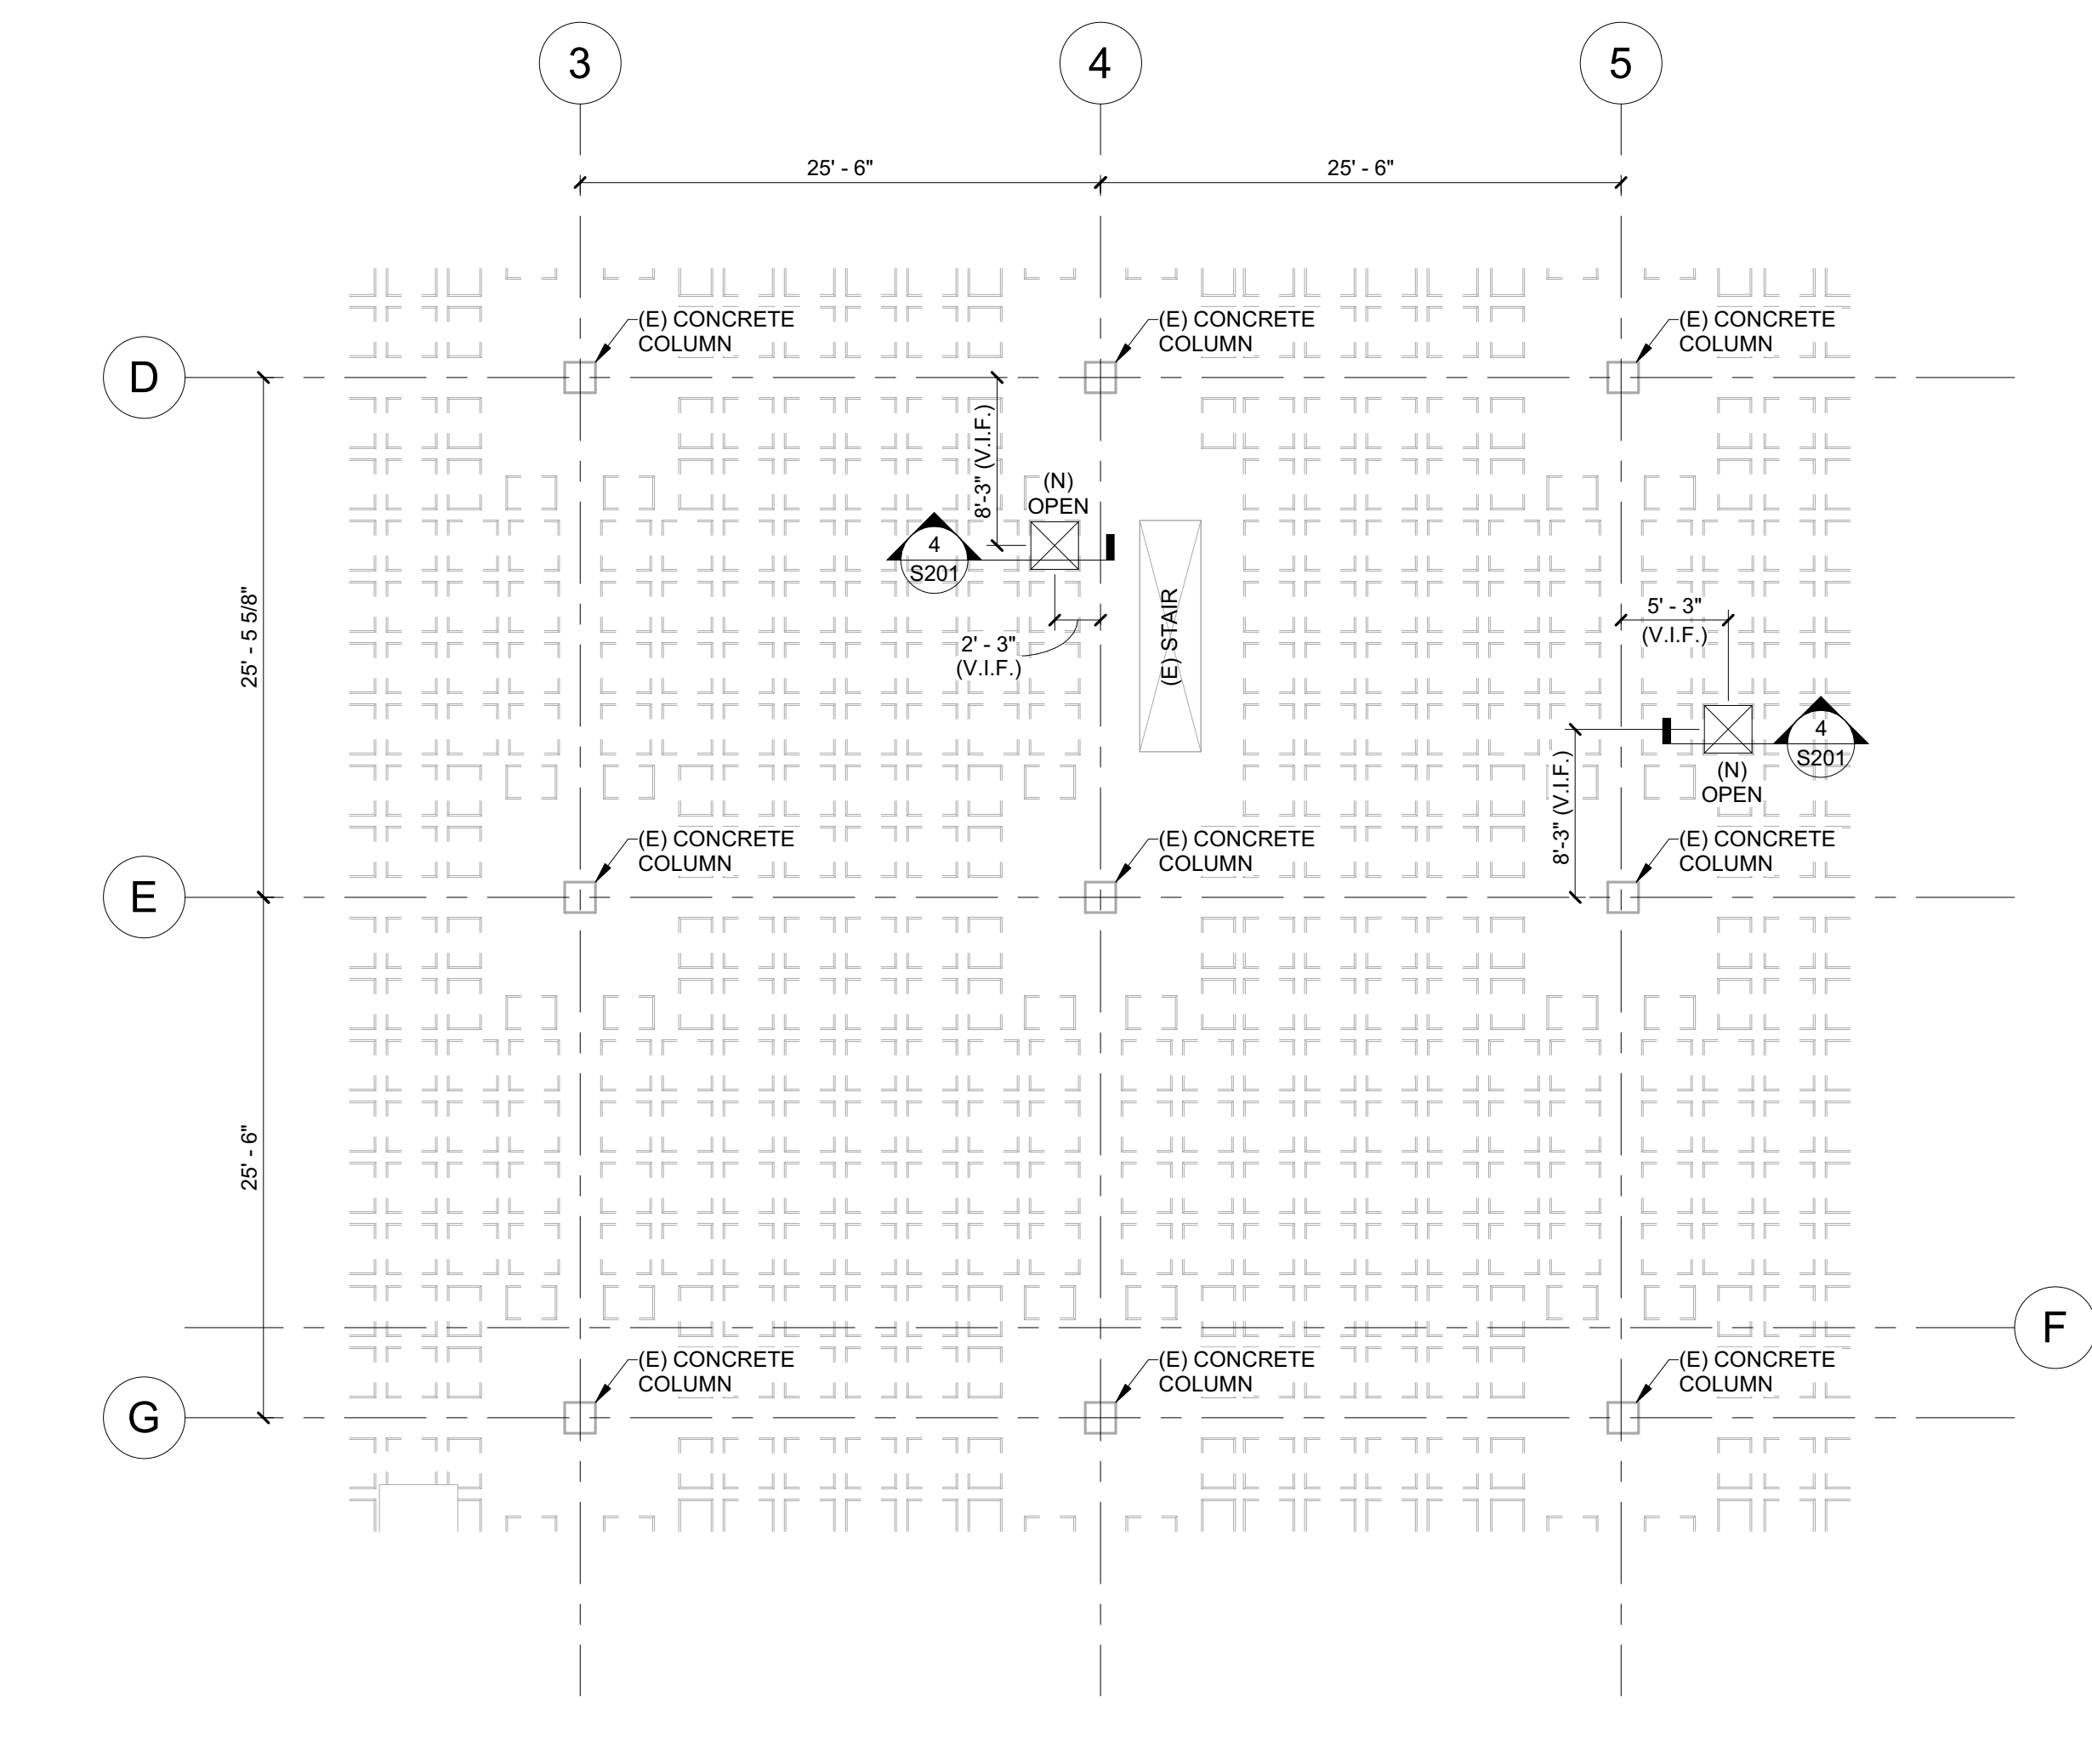 3
4
5
25' - 6"
25' - 6"
(E) CONCRETE
COLUMN
(E) CONCRETE
COLUMN
(E) CONCRETE
COLUMN
D
8'-3" (V.I.F.)
(N)
OPEN
4
S201
25' - 5 5/8"
(E) STAIR
2' - 3"
(V.I.F.)
5' - 3"
(V.I.F.)
4
S201
8'-3" (V.I.F.)
(N)
OPEN
(E) CONCRETE
COLUMN
(E) CONCRETE
COLUMN
(E) CONCRETE
COLUMN
E
25' - 6"
F
(E) CONCRETE
COLUMN
(E) CONCRETE
COLUMN
(E) CONCRETE
COLUMN
G